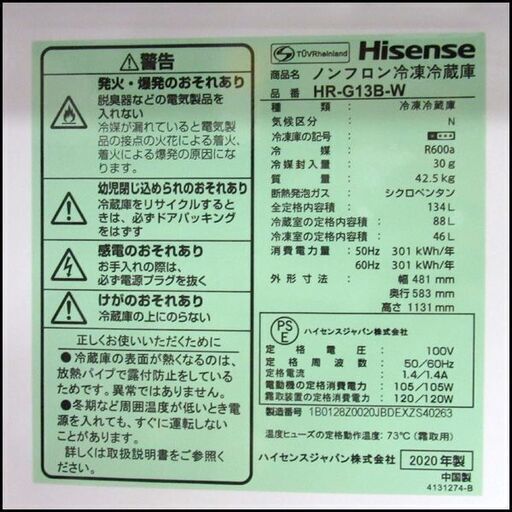 ⚠警告
発火・爆発のおそれあり
脱臭器などの電気製品を
入れない
冷媒が漏れていると電気製
品の接点の火花による着火、
着火による爆発の原因にな
ります。
幼児閉じ込められのおそれあり
冷蔵庫をリサイクルすると
きは、必ずドアパッキング
をはずす
感電のおそれあり
お手入れの際は、
必ず電源プラグを抜く
けがのおそれあり
冷蔵庫の上にのらない
正しくお使いいただくために
●冷蔵庫の表面が熱くなるのは、
放熱パイプで露付防止をしている
ためです。異常ではありません。
●冬期など周囲温度が低いとき電
源を入れても、すぐに運転しない
ことがあります。
詳しくは取扱説明書をご参照くだ
さい。
TÜVRheinland Hisense
商品名 ノンフロン冷凍冷蔵庫
品番 HR-G13B-W
種類 : 冷凍冷蔵庫
気候区分 : N
冷凍庫の記号 :
冷媒 : R600a
冷媒封入量 : 30g
質量 : 42.5kg
断熱発泡ガス : シクロペンタン
全定格内容積 : 134L
冷蔵室の定格内容積 : 88L
冷凍室の定格内容積 : 46L
消費電力量 : 50Hz 301 kWh/年
60Hz 301 kWh/年
外形寸法 : 幅 481 mm
奥行 583 mm
高さ 1131 mm
PS
E
ハイセンスジャパン株式会社
定格電圧 : 100V
定格周波数 : 50/60Hz
定格電流 : 1.4/1.4A
電動機の定格消費電力 : 105/105W
霜取装置の定格消費電力 : 120/120W
製造番号:1B0128Z0020JBDEXZS40263
温度ヒューズの定格動作温度:73℃(霜取用)
ハイセンスジャパン株式会社 2020年製
中国製
4131274-B